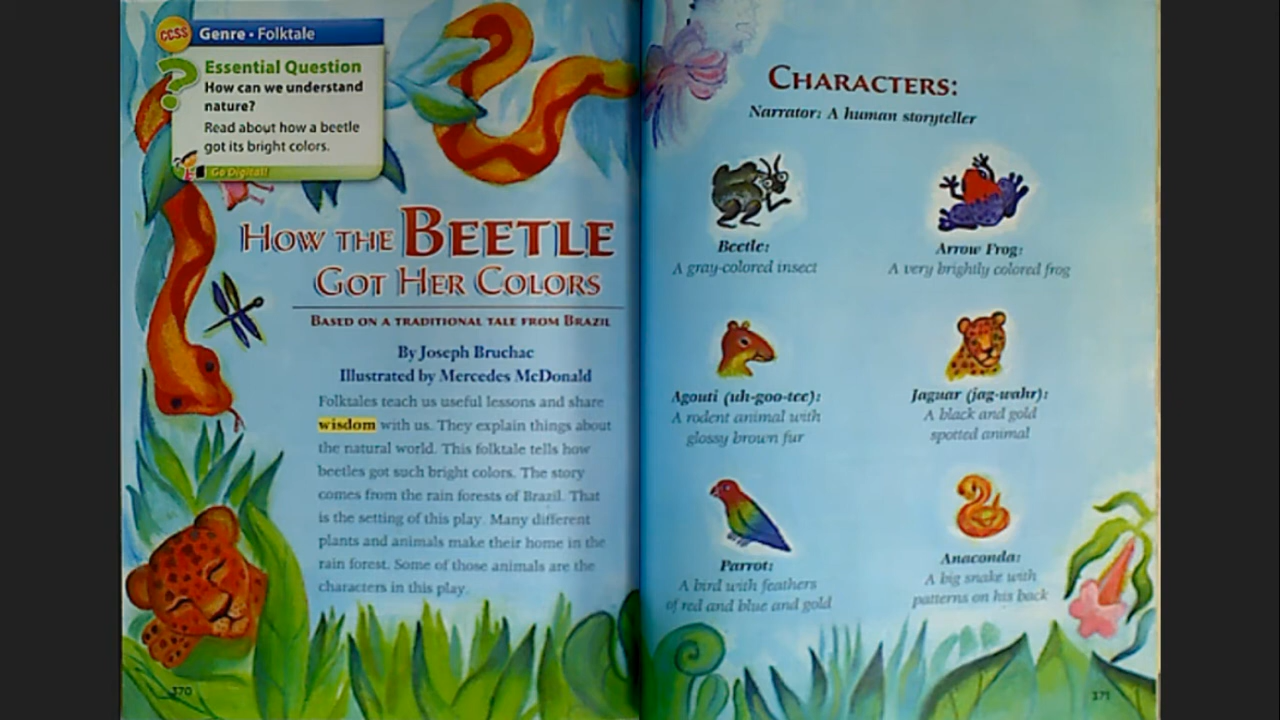 CCSS Genre • Folktale
?
Essential Question
How can we understand
nature?
Read about how a beetle
got its bright colors.
Go Digital!
How the Beetle
Got Her Colors
Based on a traditional tale from Brazil
By Joseph Bruchac
Illustrated by Mercedes McDonald
Folktales teach us useful lessons and share
wisdom with us. They explain things about
the natural world. This folktale tells how
beetles got such bright colors. The story
comes from the rain forests of Brazil. That
is the setting of this play. Many different
plants and animals make their home in the
rain forest. Some of those animals are the
characters in this play.
370
Characters:
Narrator: A human storyteller
Beetle:
A gray-colored insect
Arrow Frog:
A very brightly colored frog
Agouti (uh-goo-tee):
A rodent animal with
glossy brown fur
Jaguar (jag-wahr):
A black and gold
spotted animal
Parrot:
A bird with feathers
of red and blue and gold
Anaconda:
A big snake with
patterns on his back
371